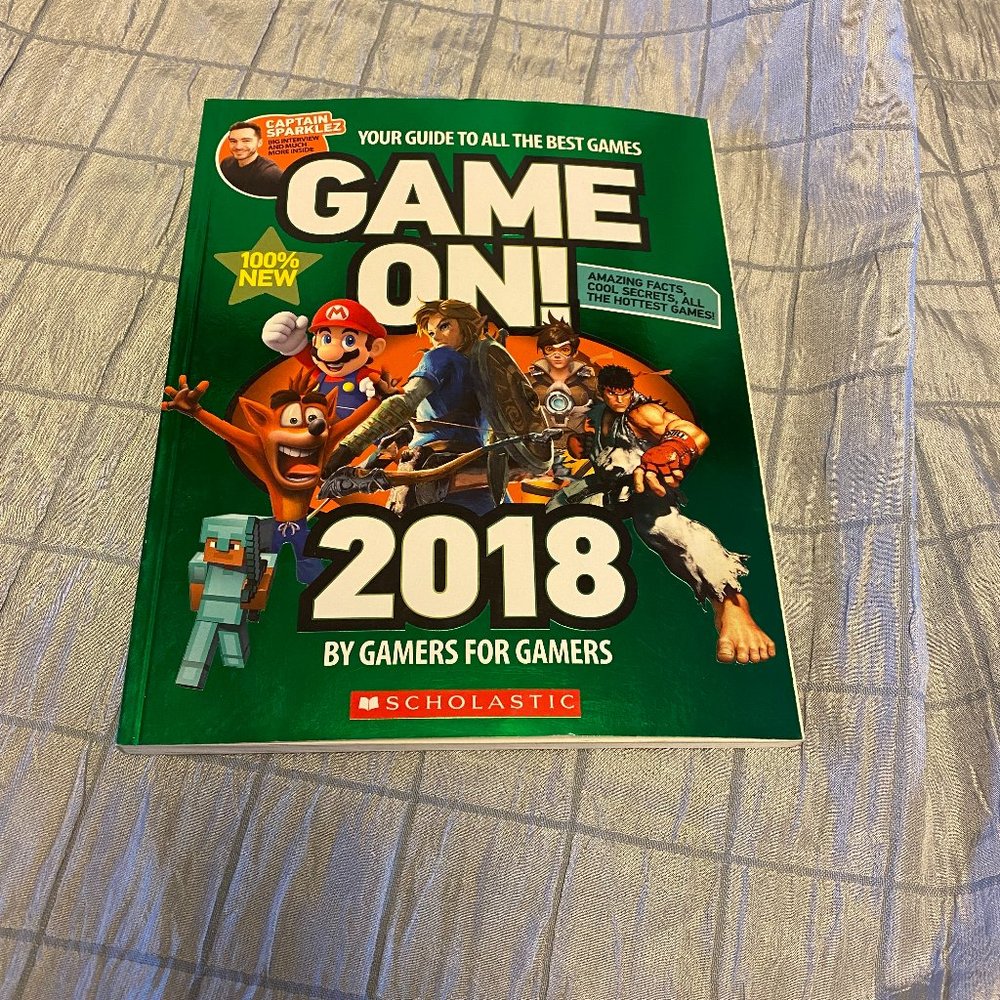 CAPTAIN
SPARKLEZ
BIG INTERVIEW
AND MUCH
MORE INSIDE
YOUR GUIDE TO ALL THE BEST GAMES
GAME
ON!
100%
NEW
AMAZING FACTS,
COOL SECRETS, ALL
THE HOTTEST GAMES!
M
2018
BY GAMERS FOR GAMERS
SCHOLASTIC